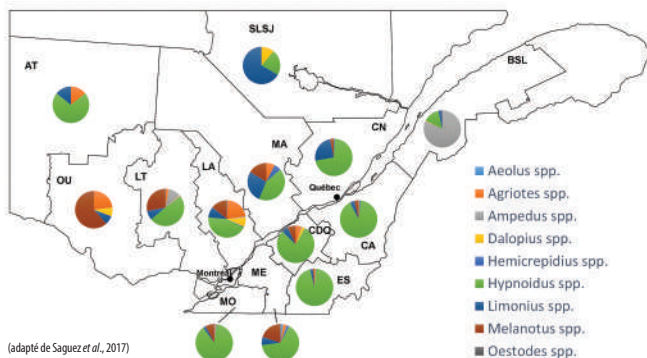 SLSJ
BSL
AT
CN
MA
LA
LT
OU
Québec
CDQ
CA
Montréal
ME
ES
MO
Aeolus spp.
Agriotes spp.
Ampedus spp.
Dalopius spp.
Hemicrepidius spp.
Hypnoidus spp.
Limonius spp.
Melanotus spp.
Oestodes spp.
(adapté de Saguez et al., 2017)